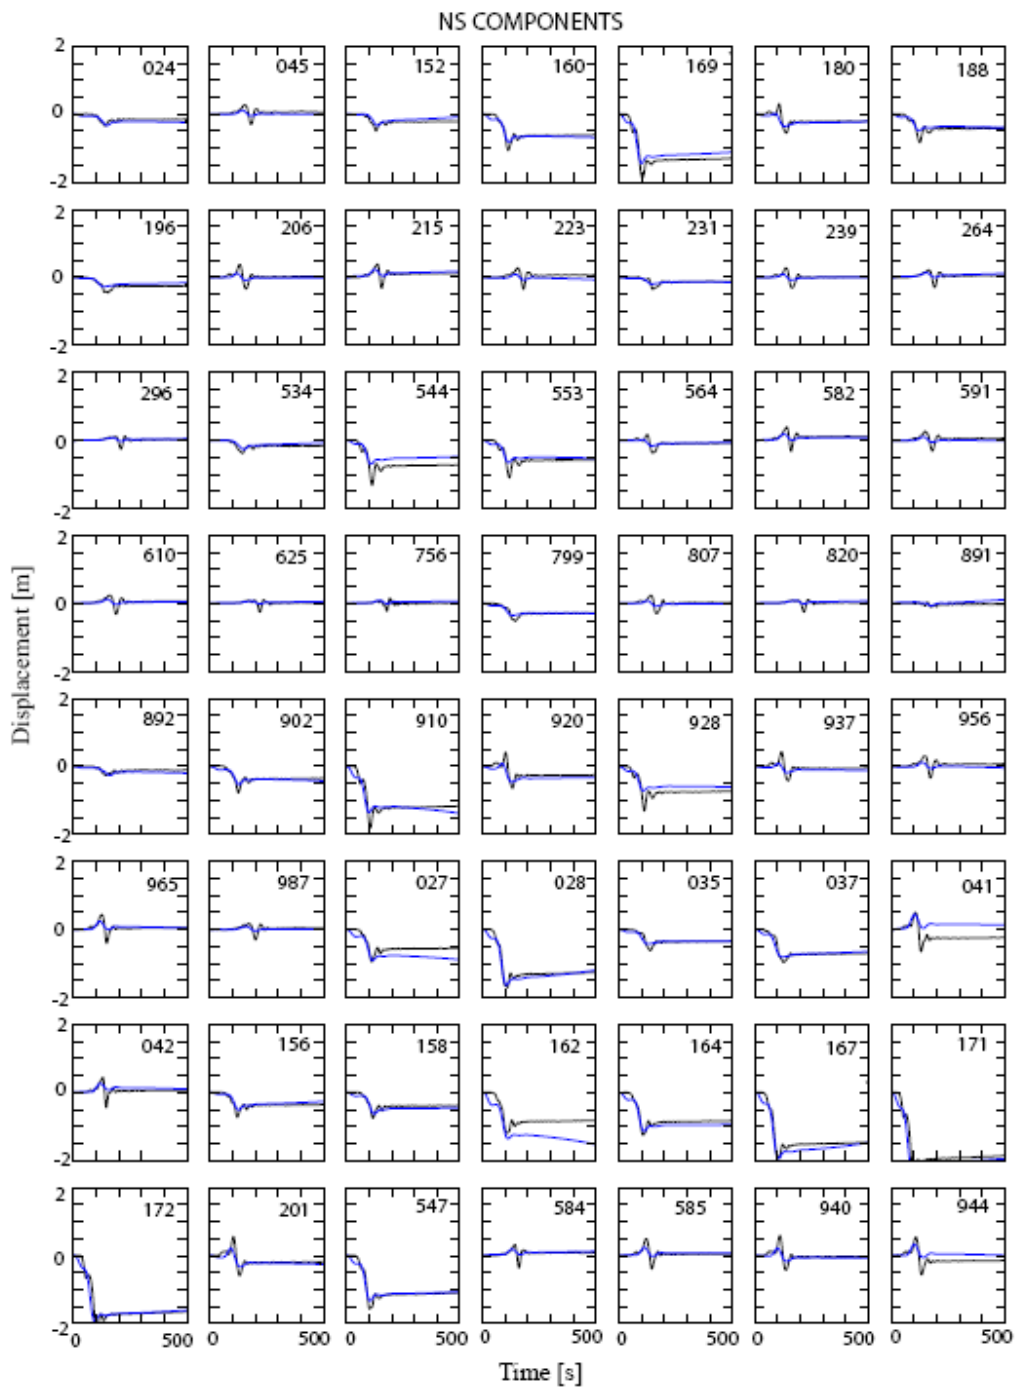 NS COMPONENTS
2
024 045 152 160 169 180 188
0
-2
2
196 206 215 223 231 239 264
0
-2
2
296 534 544 553 564 582 591
0
-2
2
610 625 756 799 807 820 891
0
-2
Displacement [m]
2
892 902 910 920 928 937 956
0
-2
2
965 987 027 028 035 037 041
0
-2
2
042 156 158 162 164 167 171
0
-2
2
172 201 547 584 585 940 944
0
-2
0 500 0 500 0 500 0 500 0 500 0 500 0 500
Time [s]